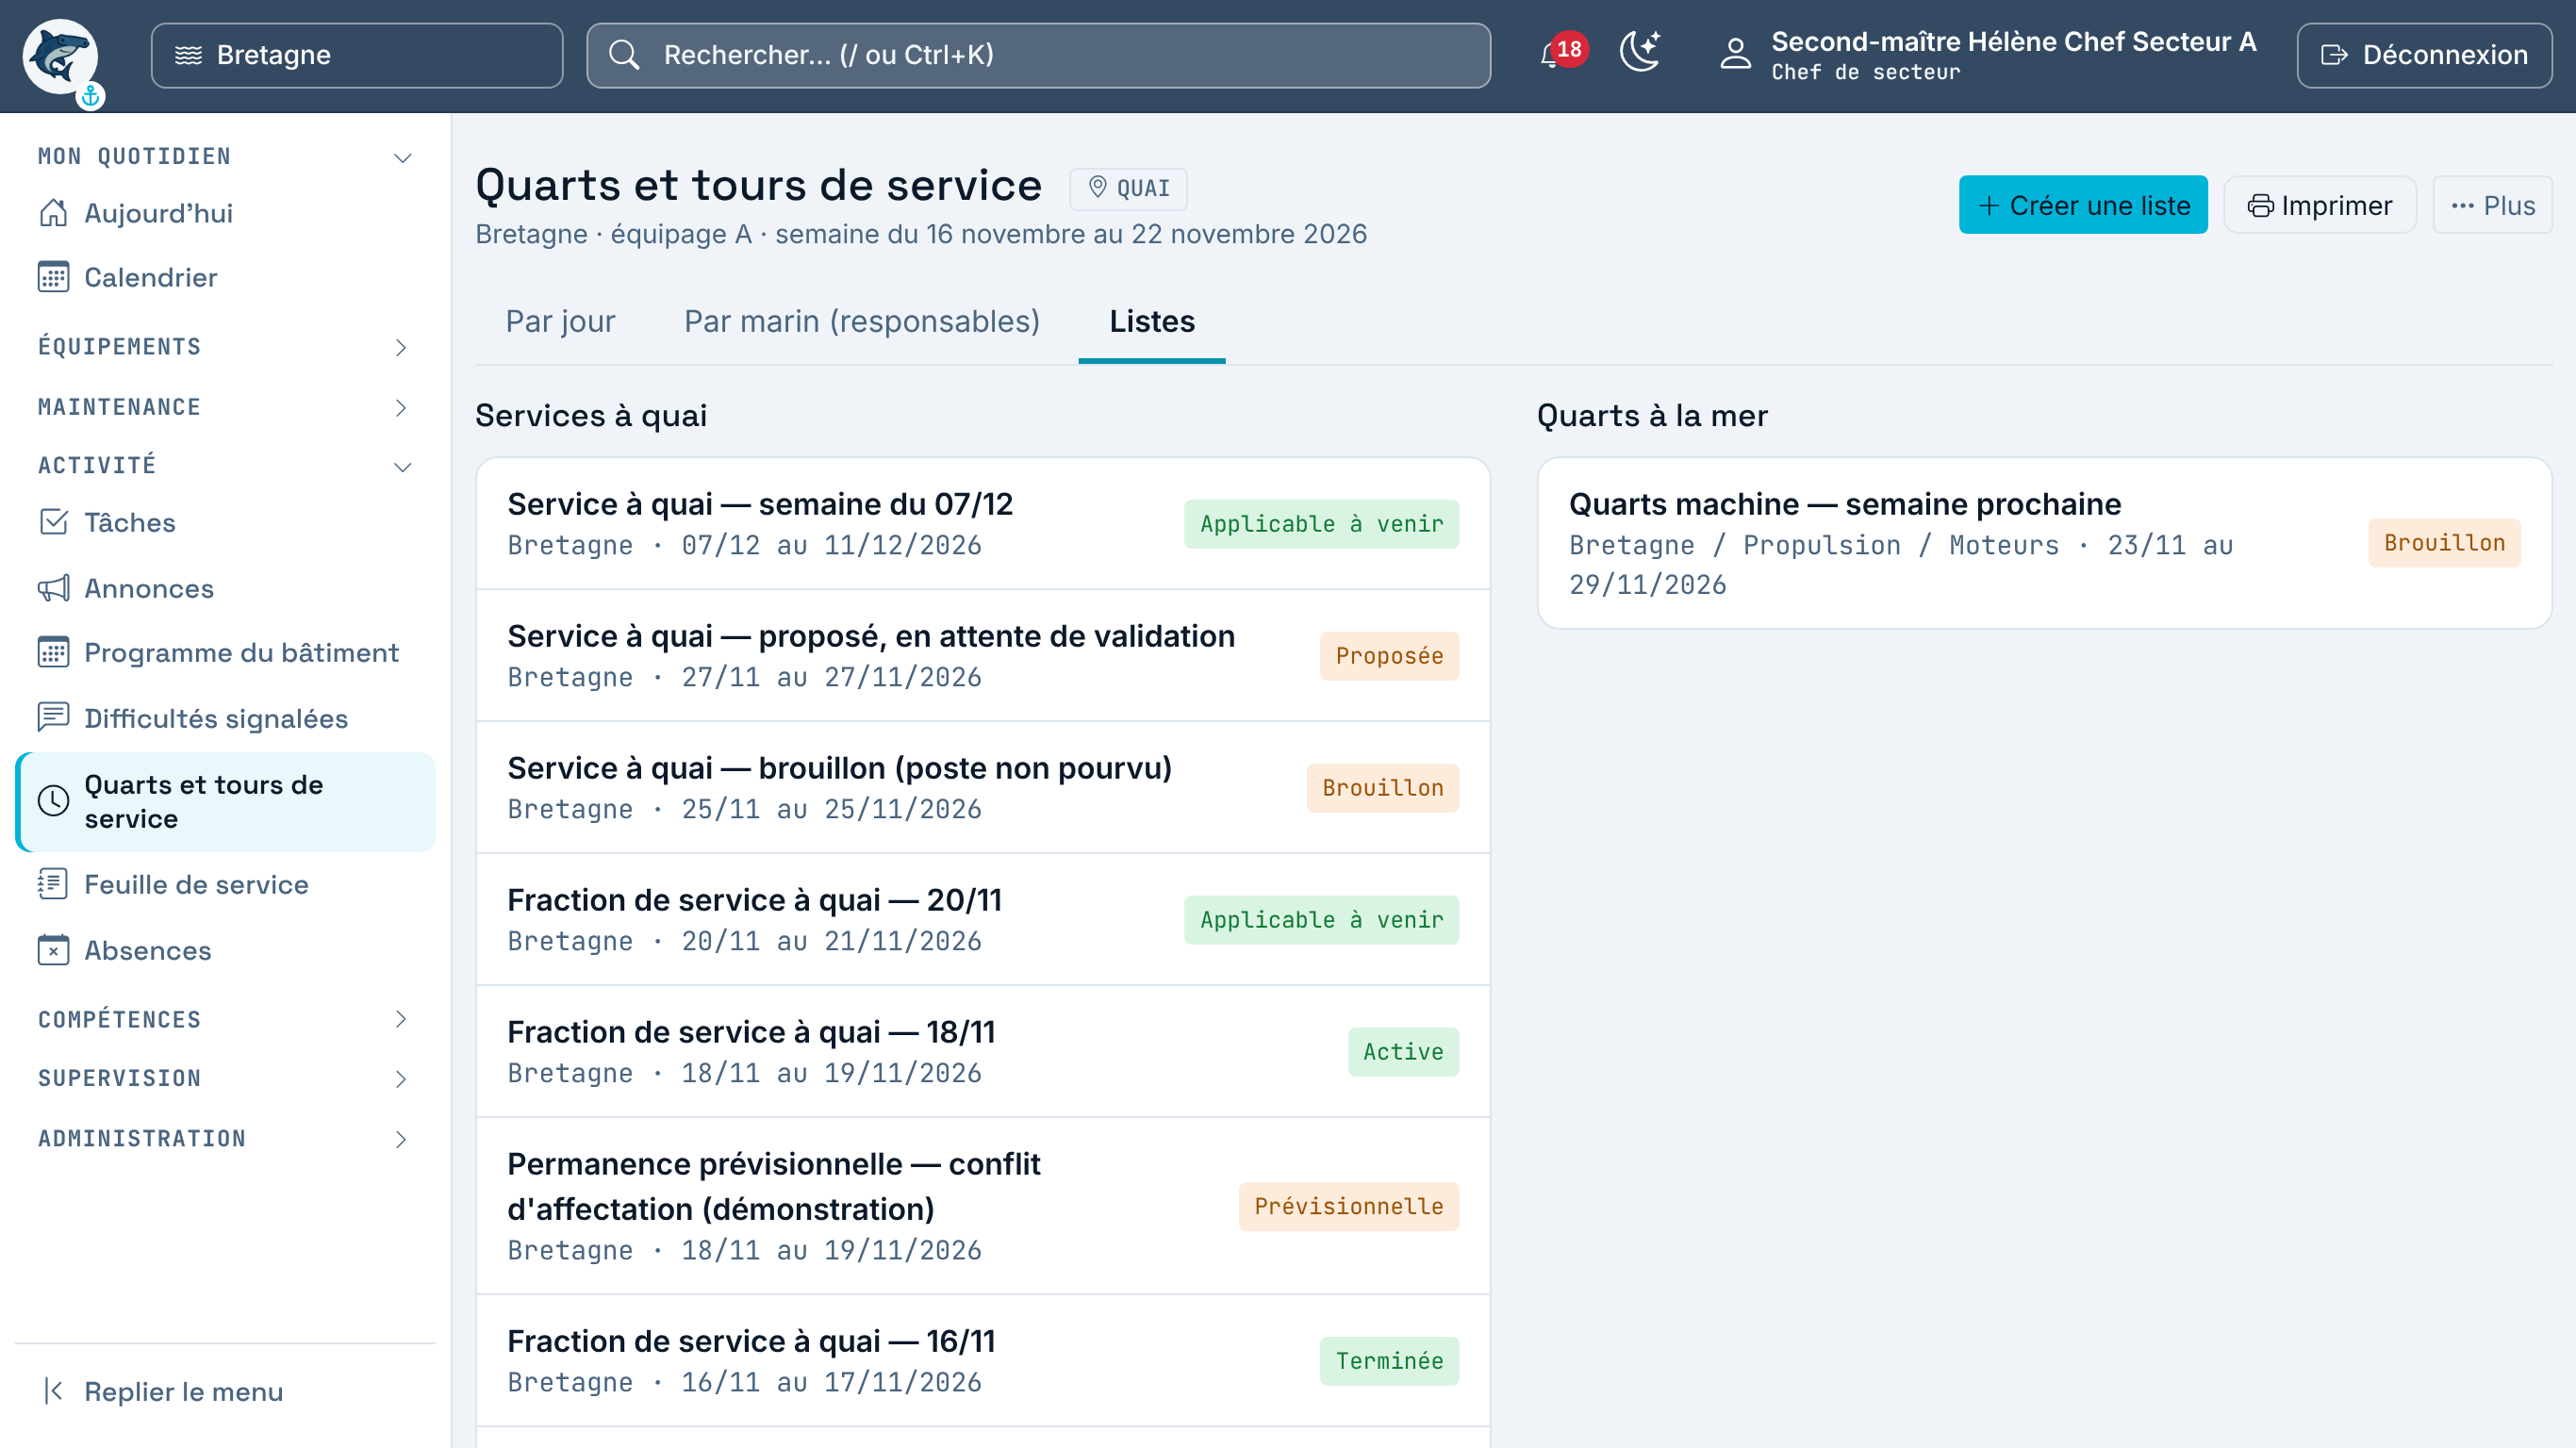 Bretagne
Rechercher... (/ ou Ctrl+K)
18
Second-maître Hélène Chef Secteur A
Chef de secteur
Déconnexion
MON QUOTIDIEN
Aujourd'hui
Calendrier
ÉQUIPEMENTS
MAINTENANCE
ACTIVITÉ
Tâches
Annonces
Programme du bâtiment
Difficultés signalées
Quarts et tours de
service
Feuille de service
Absences
COMPÉTENCES
SUPERVISION
ADMINISTRATION
Replier le menu
Quarts et tours de service
QUAI
Bretagne · équipage A · semaine du 16 novembre au 22 novembre 2026
+ Créer une liste
Imprimer
··· Plus
Par jour
Par marin (responsables)
Listes
Services à quai
Service à quai — semaine du 07/12
Bretagne · 07/12 au 11/12/2026
Applicable à venir
Service à quai — proposé, en attente de validation
Bretagne · 27/11 au 27/11/2026
Proposée
Service à quai — brouillon (poste non pourvu)
Bretagne · 25/11 au 25/11/2026
Brouillon
Fraction de service à quai — 20/11
Bretagne · 20/11 au 21/11/2026
Applicable à venir
Fraction de service à quai — 18/11
Bretagne · 18/11 au 19/11/2026
Active
Permanence prévisionnelle — conflit
d'affectation (démonstration)
Bretagne · 18/11 au 19/11/2026
Prévisionnelle
Fraction de service à quai — 16/11
Bretagne · 16/11 au 17/11/2026
Terminée
Quarts à la mer
Quarts machine — semaine prochaine
Bretagne / Propulsion / Moteurs · 23/11 au
29/11/2026
Brouillon